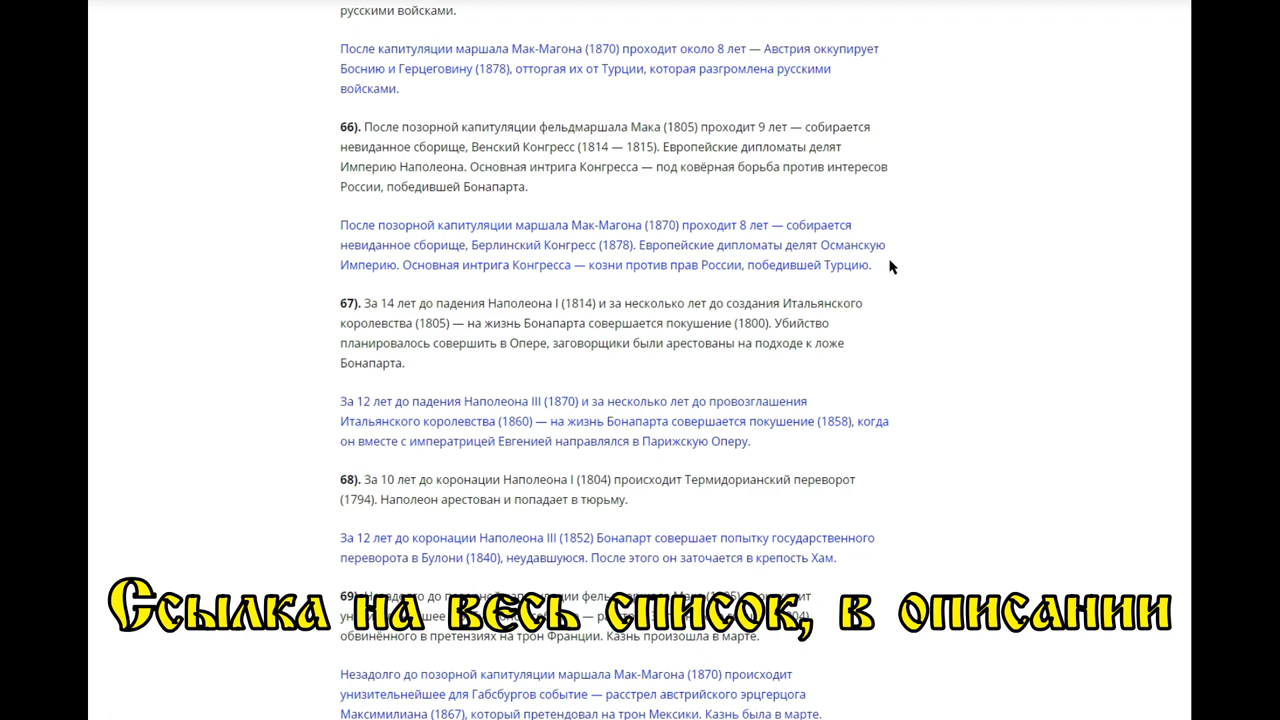 русскими войсками.
После капитуляции маршала Мак-Магона (1870) проходит около 8 лет — Австрия оккупирует
Боснию и Герцеговину (1878), отторгая их от Турции, которая разгромлена русскими
войсками.
66). После позорной капитуляции фельдмаршала Мака (1805) проходит 9 лет — собирается
невиданное сборище, Венский Конгресс (1814 — 1815). Европейские дипломаты делят
Империю Наполеона. Основная интрига Конгресса — под ковёрная борьба против интересов
России, победившей Бонапарта.
После позорной капитуляции маршала Мак-Магона (1870) проходит 8 лет — собирается
невиданное сборище, Берлинский Конгресс (1878). Европейские дипломаты делят Османскую
Империю. Основная интрига Конгресса — козни против прав России, победившей Турцию.
67). За 14 лет до падения Наполеона I (1814) и за несколько лет до создания Итальянского
королевства (1805) — на жизнь Бонапарта совершается покушение (1800). Убийство
планировалось совершить в Опере, заговорщики были арестованы на подходе к ложе
Бонапарта.
За 12 лет до падения Наполеона III (1870) и за несколько лет до провозглашения
Итальянского королевства (1860) — на жизнь Бонапарта совершается покушение (1858), когда
он вместе с императрицей Евгенией направлялся в Парижскую Оперу.
68). За 10 лет до коронации Наполеона I (1804) происходит Термидорианский переворот
(1794). Наполеон арестован и попадает в тюрьму.
За 12 лет до коронации Наполеона III (1852) Бонапарт совершает попытку государственного
переворота в Булони (1840), неудавшуюся. После этого он заточается в крепость Хам.
69). Незадолго до
Ссылка на весь список, в описании
обвинённого в претензиях на трон Франции. Казнь произошла в марте.
Незадолго до позорной капитуляции маршала Мак-Магона (1870) происходит
унизительнейшее для Габсбургов событие — расстрел австрийского эрцгерцога
Максимилиана (1867), который претендовал на трон Мексики. Казнь была в марте.